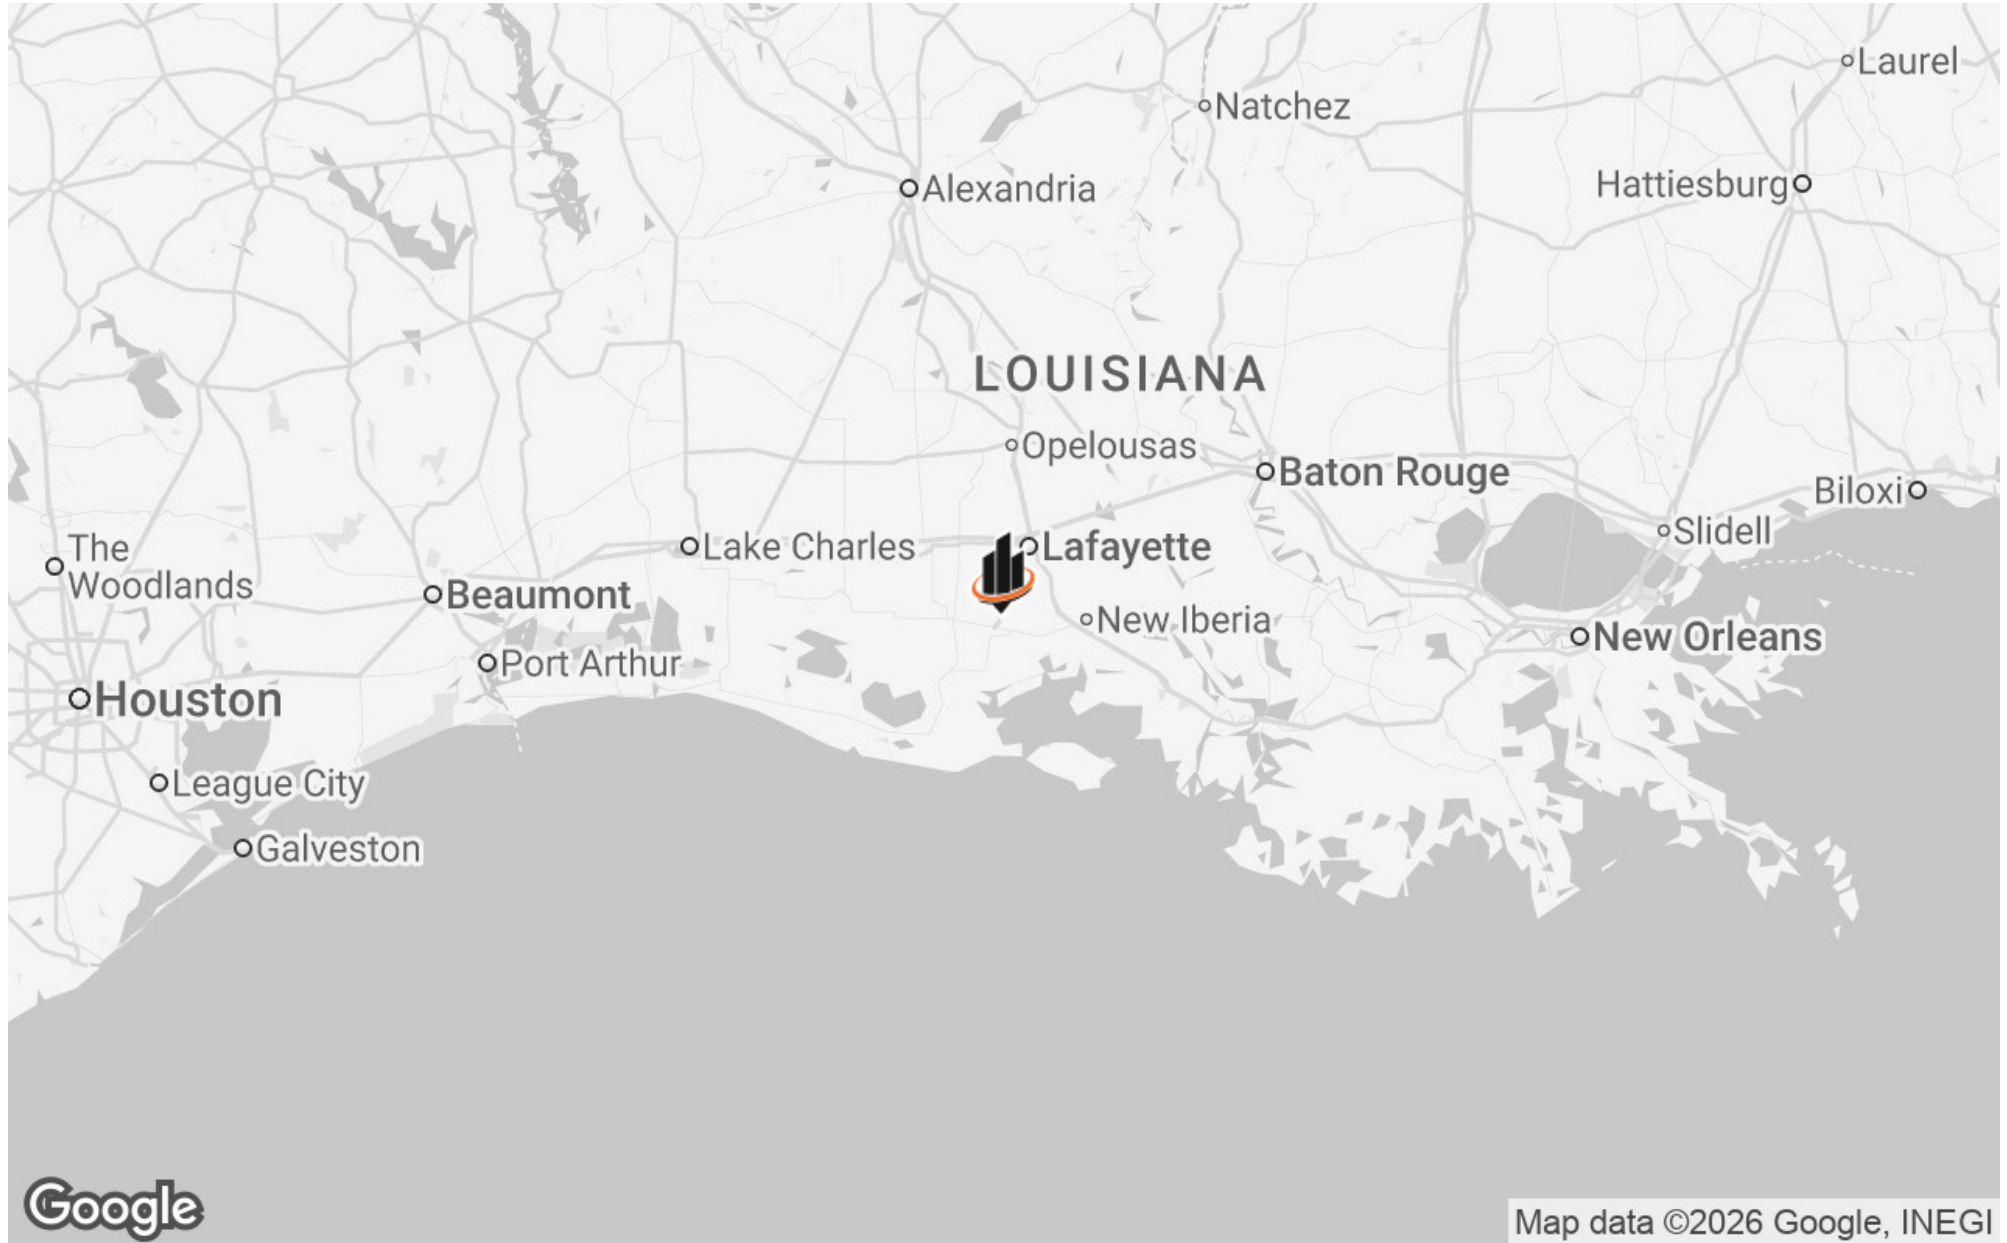 Laurel
Natchez
Hattiesburg
Alexandria
LOUISIANA
Opelousas
Baton Rouge
Biloxi
Slidell
The
Woodlands
Lake Charles
Lafayette
Beaumont
New Iberia
New Orleans
Port Arthur
Houston
League City
Galveston
Google
Map data ©2026 Google, INEGI